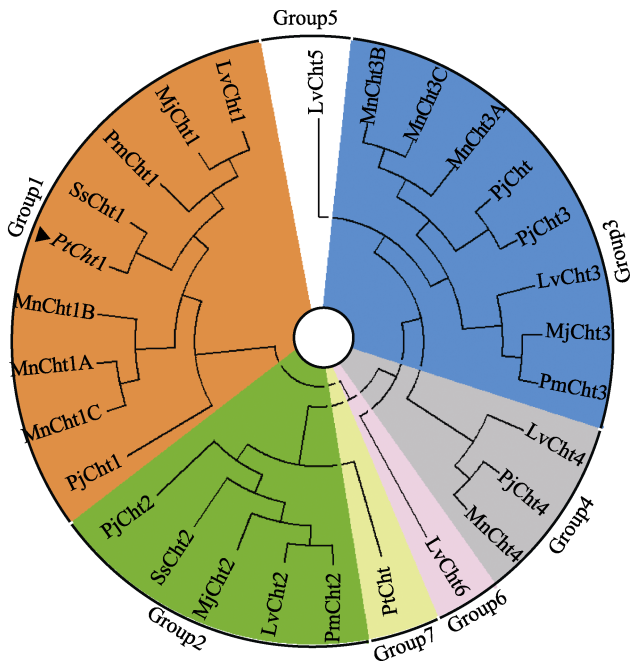 Group5
LvCht5
Group3
MnCht3B
MnCht3C
MnCht3A
PjCht
PjCht3
LvCht3
MjCht3
PmCht3
Group4
LvCht4
PjCht4
MnCht4
Group6
LvCht6
Group7
PtCht
Group2
PmCht2
LvCht2
MjCht2
SsCht2
PjCht2
Group1
PjCht1
MnCht1C
MnCht1A
MnCht1B
PtCht1
SsCht1
PmCht1
MjCht1
LvCht1